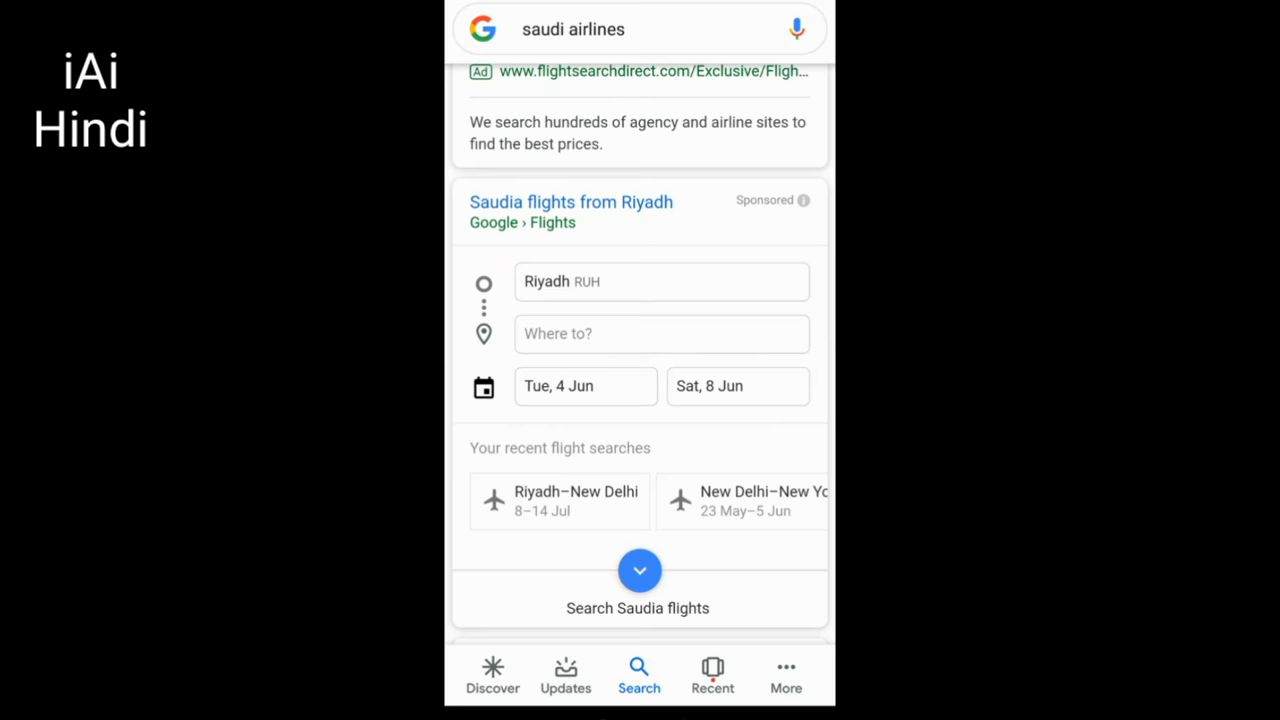 iAi
Hindi
saudi airlines
Ad www.flightsearchdirect.com/Exclusive/Fligh...
We search hundreds of agency and airline sites to
find the best prices.
Saudia flights from Riyadh
Sponsored
Google › Flights
Riyadh RUH
Where to?
Tue, 4 Jun
Sat, 8 Jun
Your recent flight searches
Riyadh–New Delhi
8–14 Jul
New Delhi–New Yo
23 May–5 Jun
Search Saudia flights
Discover
Updates
Search
Recent
More